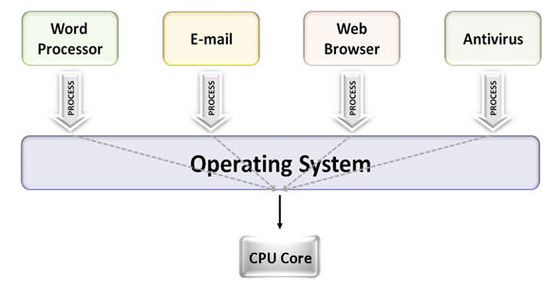 Word
Processor
E-mail
Web
Browser
Antivirus
PROCESS
PROCESS
PROCESS
PROCESS
Operating System
CPU Core